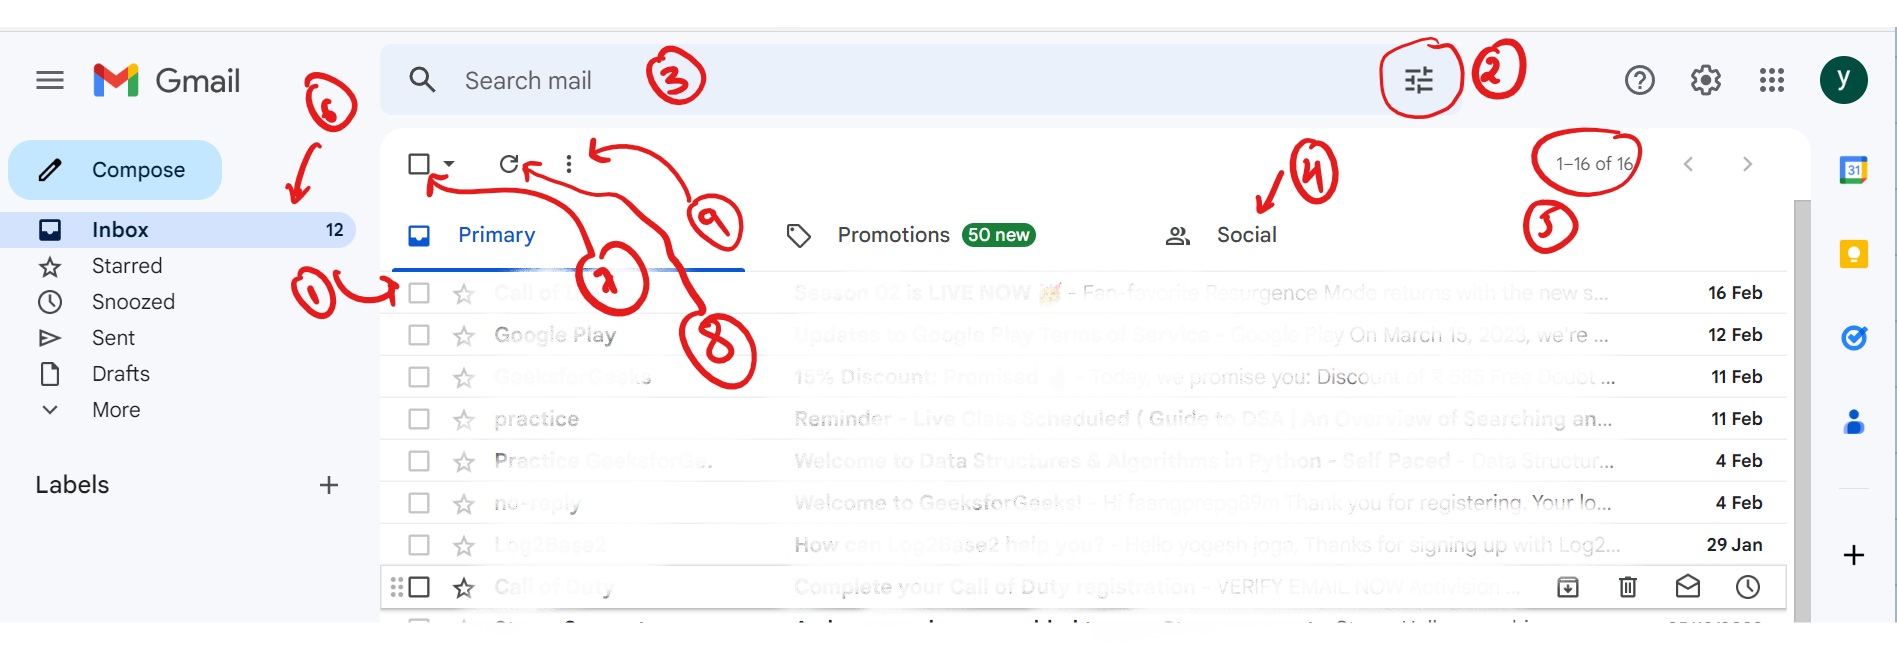 Gmail
Search mail
3
2
y
6
Compose
1–16 of 16
31
4
Inbox 12
9
5
Primary
Promotions 50 new
Social
Starred
1
Call of Duty Season 02 is LIVE NOW 🥳 - Fan-favorite Resurgence Mode returns with the new s... 16 Feb
Snoozed
8
Google Play Updates to Google Play Terms of Service - Google Play On March 15, 2023, we're ... 12 Feb
Sent
GeeksforGeeks 15% Discount: Promised - Today, we promise you: Discount of ₹ Free Doubt ... 11 Feb
Drafts
More
practice Reminder - Live Class Scheduled ( Guide to DSA | An Overview of Searching an... 11 Feb
Practice GeeksforGe. Welcome to Data Structures & Algorithms in Python - Self Paced - Data Structur... 4 Feb
Labels
no-reply Welcome to GeeksforGeeks! - Hi Thank you for registering. Your lo... 4 Feb
Log2Base2 How can Log2Base2 help you? - Hello yogesh joga, Thanks for signing up with Log2... 29 Jan
Call of Duty Complete your Call of Duty registration - VERIFY EMAIL NOW Activision ...